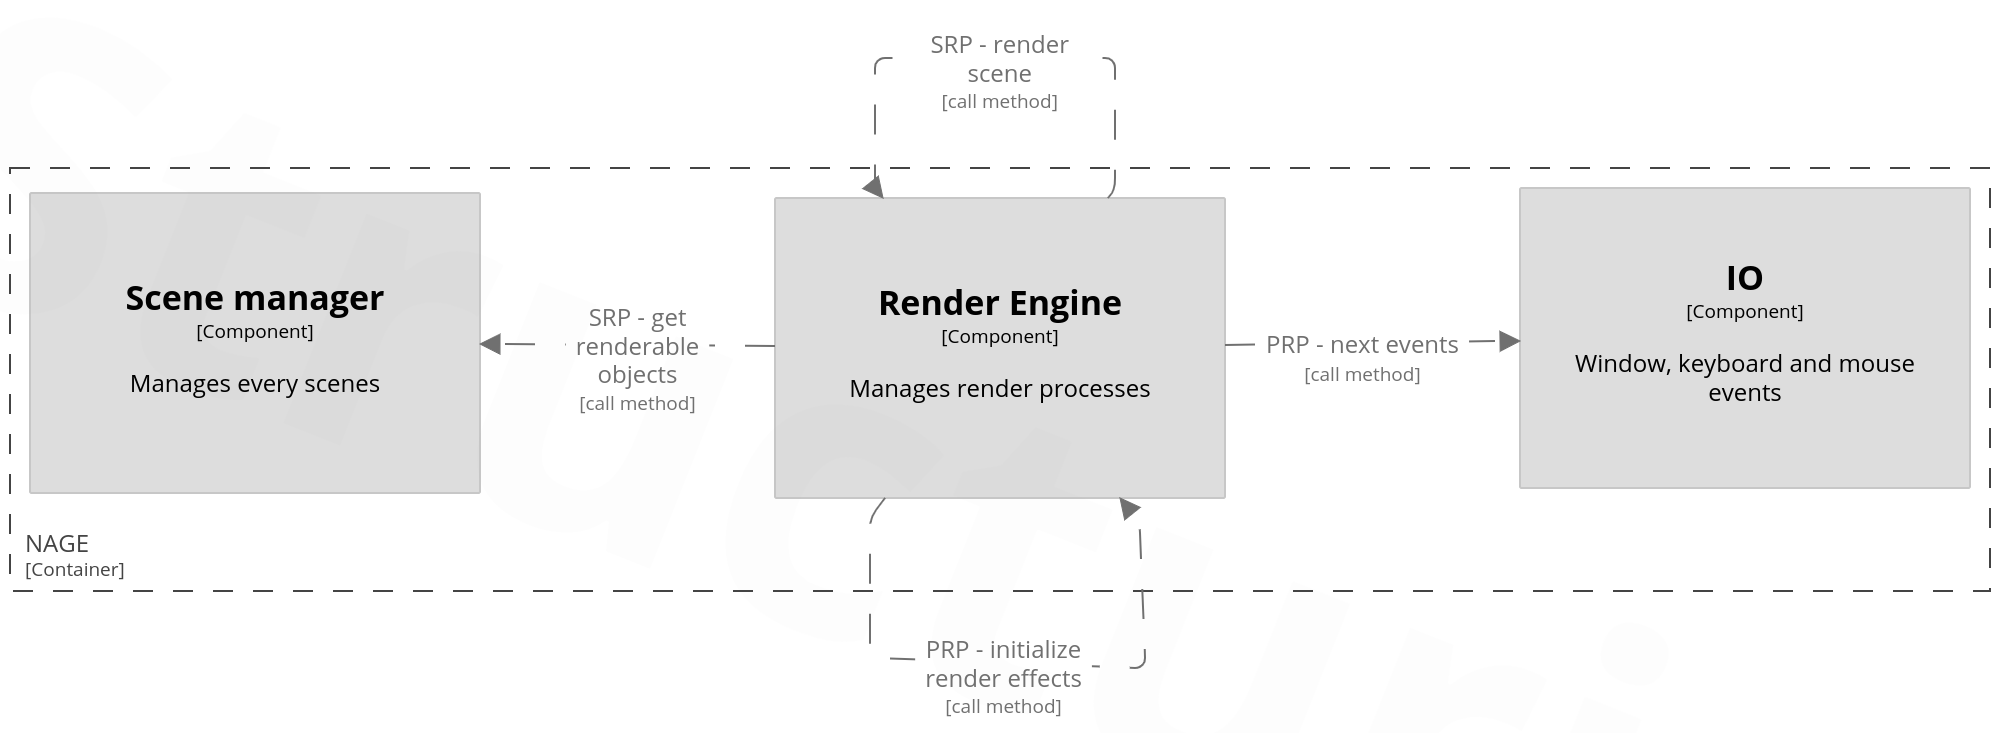 SRP - render
scene
[call method]
Scene manager
[Component]
Manages every scenes
SRP - get
renderable
objects
[call method]
Render Engine
[Component]
Manages render processes
PRP - next events
[call method]
IO
[Component]
Window, keyboard and mouse
events
NAGE
[Container]
PRP - initialize
render effects
[call method]
Structuri